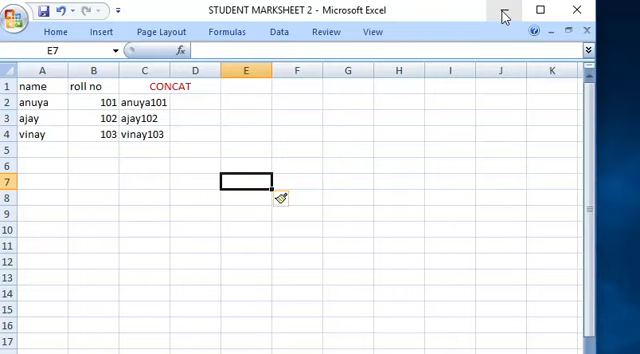 STUDENT MARKSHEET 2 - Microsoft Excel
Home Insert Page Layout Formulas Data Review View
E7 fx
A B C D E F G H I J K
1 name roll no CONCAT
2 anuya 101 anuya101
3 ajay 102 ajay102
4 vinay 103 vinay103
5
6
7
8
9
10
11
12
13
14
15
16
17